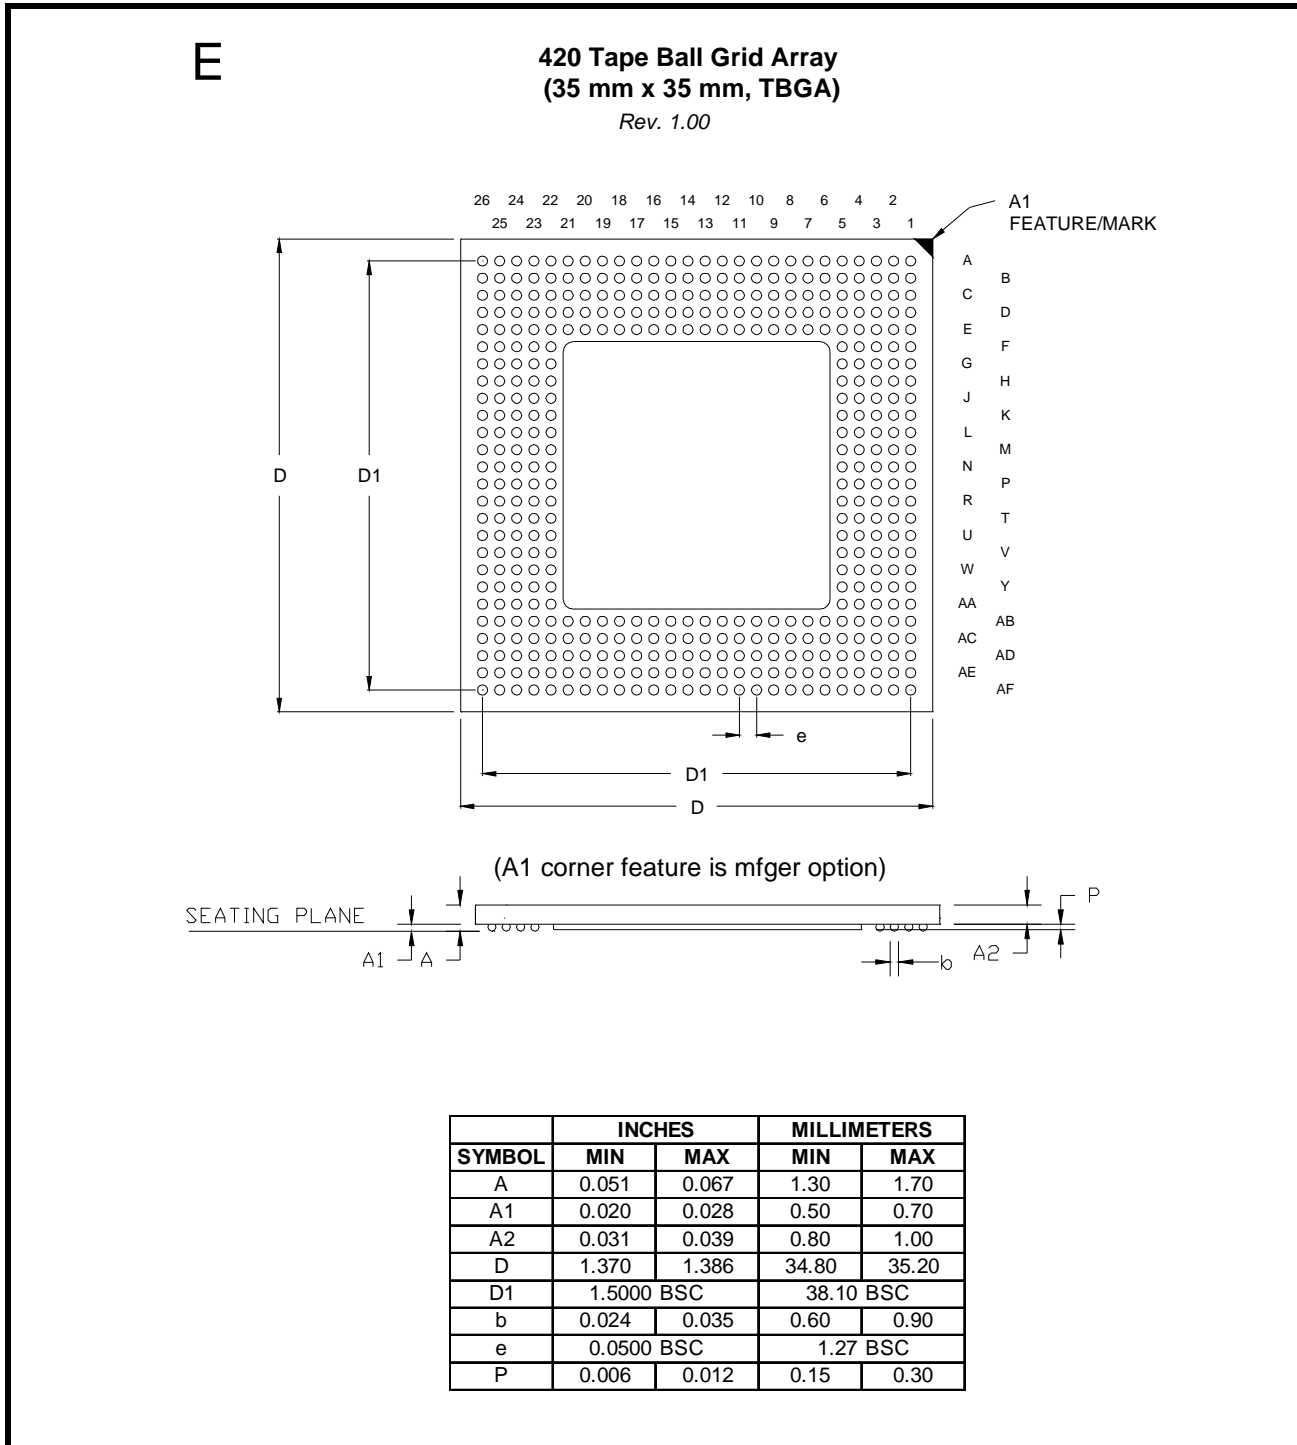 E
420 Tape Ball Grid Array
(35 mm x 35 mm, TBGA)
Rev. 1.00
26 24 22 20 18 16 14 12 10 8 6 4 2
25 23 21 19 17 15 13 11 9 7 5 3 1
A1
FEATURE/MARK
A
B
C
D
E
F
G
H
J
K
L
M
N
P
R
T
U
V
W
Y
AA
AB
AC
AD
AE
AF
D
D1
e
D1
D
(A1 corner feature is mfger option)
SEATING PLANE
A1
A
b
A2
P
INCHES MILLIMETERS
SYMBOL MIN MAX MIN MAX
A 0.051 0.067 1.30 1.70
A1 0.020 0.028 0.50 0.70
A2 0.031 0.039 0.80 1.00
D 1.370 1.386 34.80 35.20
D1 1.5000 BSC 38.10 BSC
b 0.024 0.035 0.60 0.90
e 0.0500 BSC 1.27 BSC
P 0.006 0.012 0.15 0.30